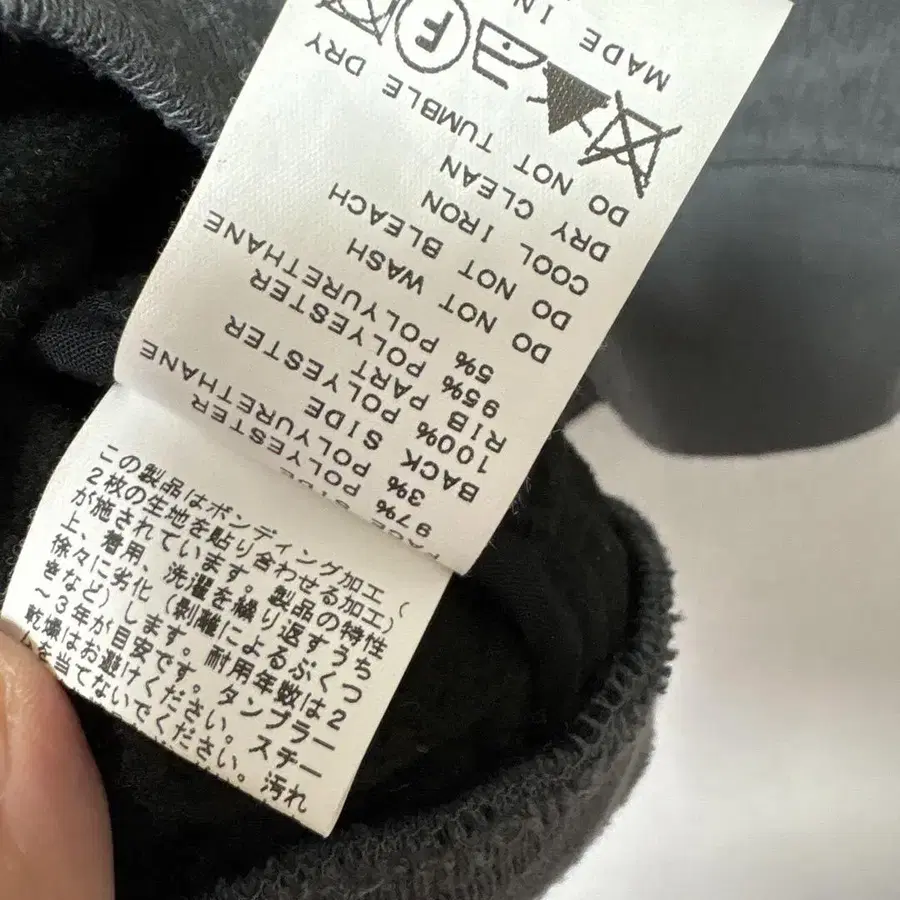 FACE SIDE
97% POLYESTER
3% POLYURETHANE
BACK SIDE
100% POLYESTER
RIB PART
95% POLYESTER
5% POLYURETHANE
DO NOT WASH
DO NOT BLEACH
COOL IRON
DRY CLEAN
DO NOT TUMBLE DRY
F
MADE IN
この製品はボンディング加工(
2枚の生地を貼り合わせる加工)
が施されています。製品の特性
上、着用、洗濯を繰り返すうち
徐々に劣化(剥離によるぶくつ
きなど)します。耐用年数は2
~3年が目安です。タンブラー
乾燥はお避けください。スチー
ムを当てないでください。汚れ